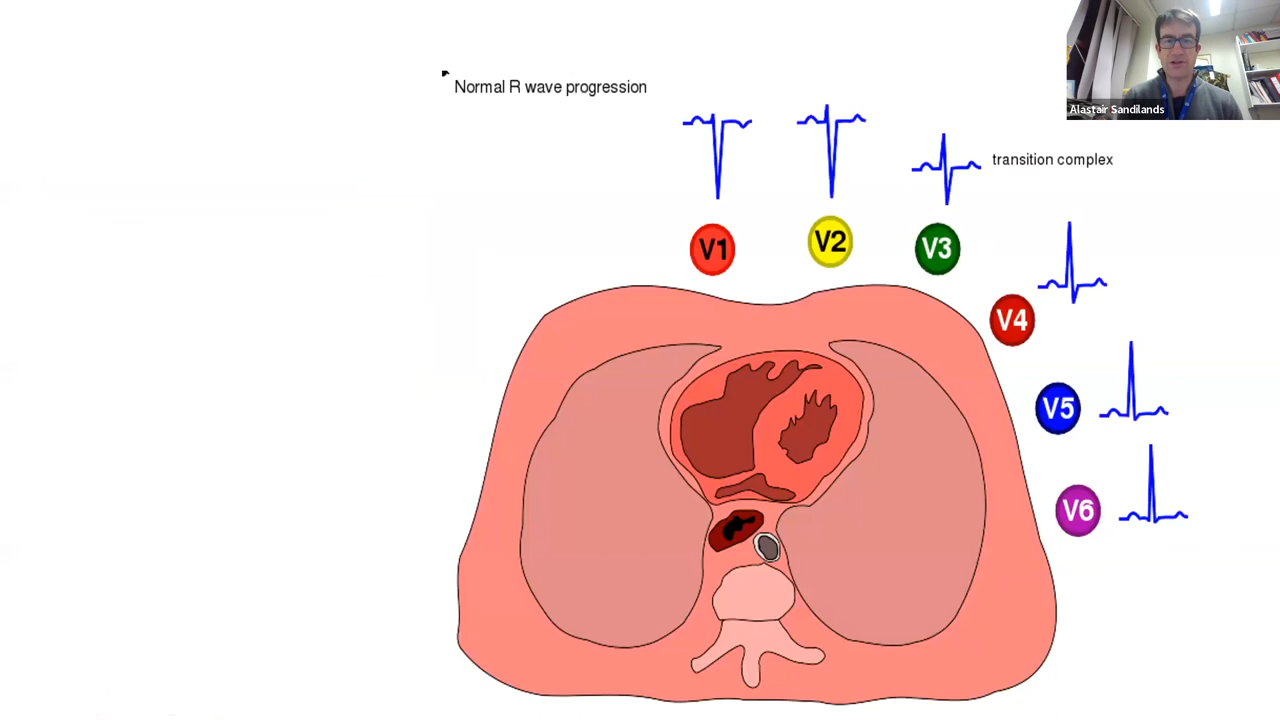 Normal R wave progression
Alastair Sandilands
transition complex
V1
V2
V3
V4
V5
V6